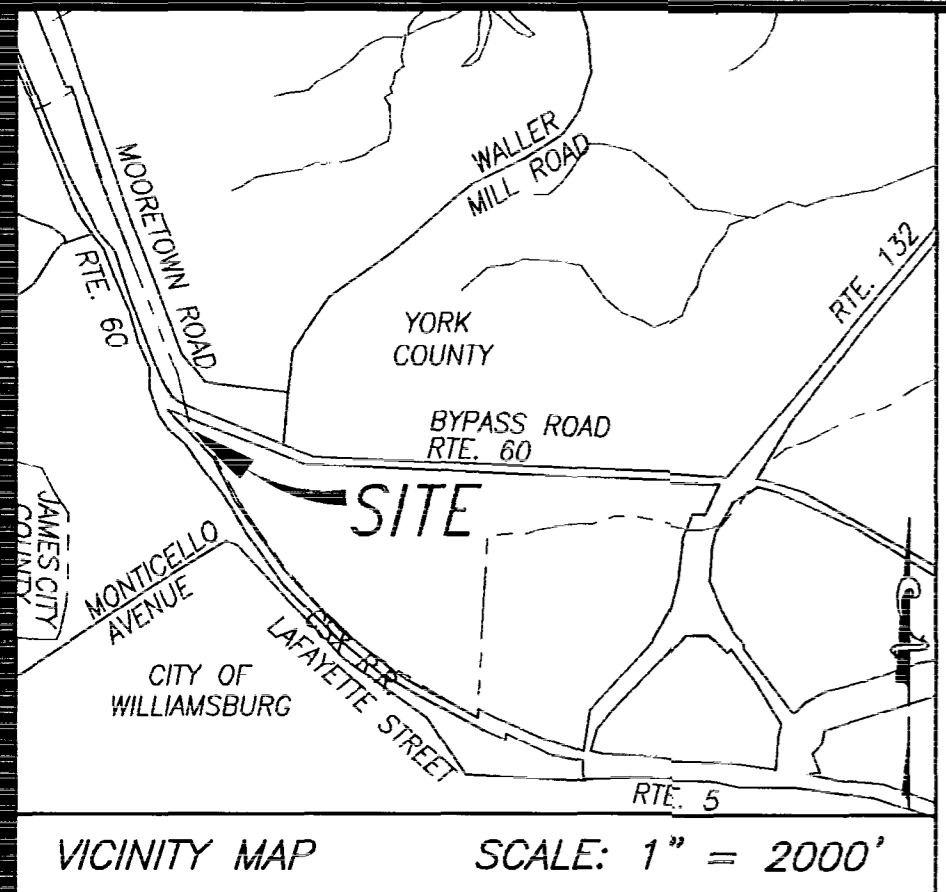 WALLER
MILL ROAD
MOORETOWN ROAD
RTE. 132
RTE. 60
YORK
COUNTY
BYPASS ROAD
RTE. 60
SITE
JAMES CITY
COUNTY
MONTICELLO
AVENUE
CSX R.R.
LAFAYETTE STREET
CITY OF
WILLIAMSBURG
RTE. 5
VICINITY MAP SCALE: 1" = 2000'